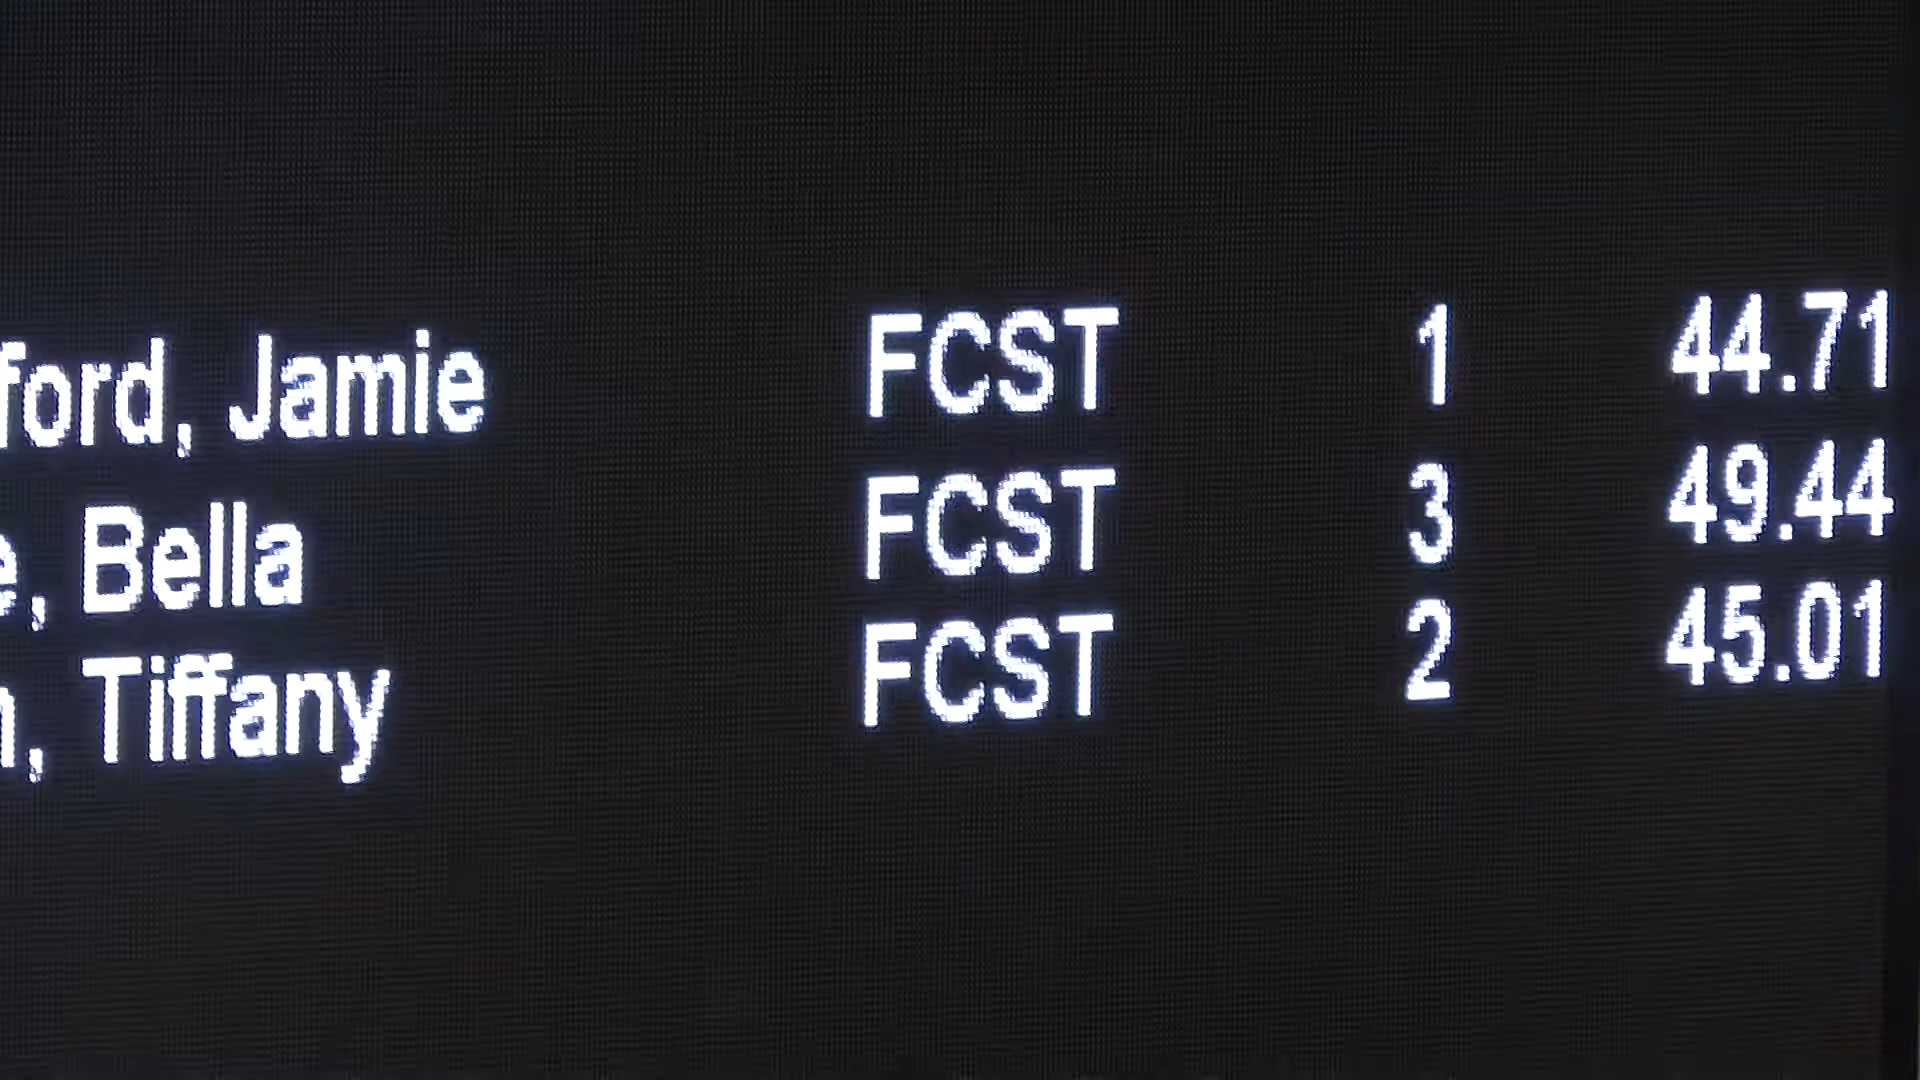 ford, Jamie FCST 1 44.71
e, Bella FCST 3 49.44
, Tiffany FCST 2 45.01